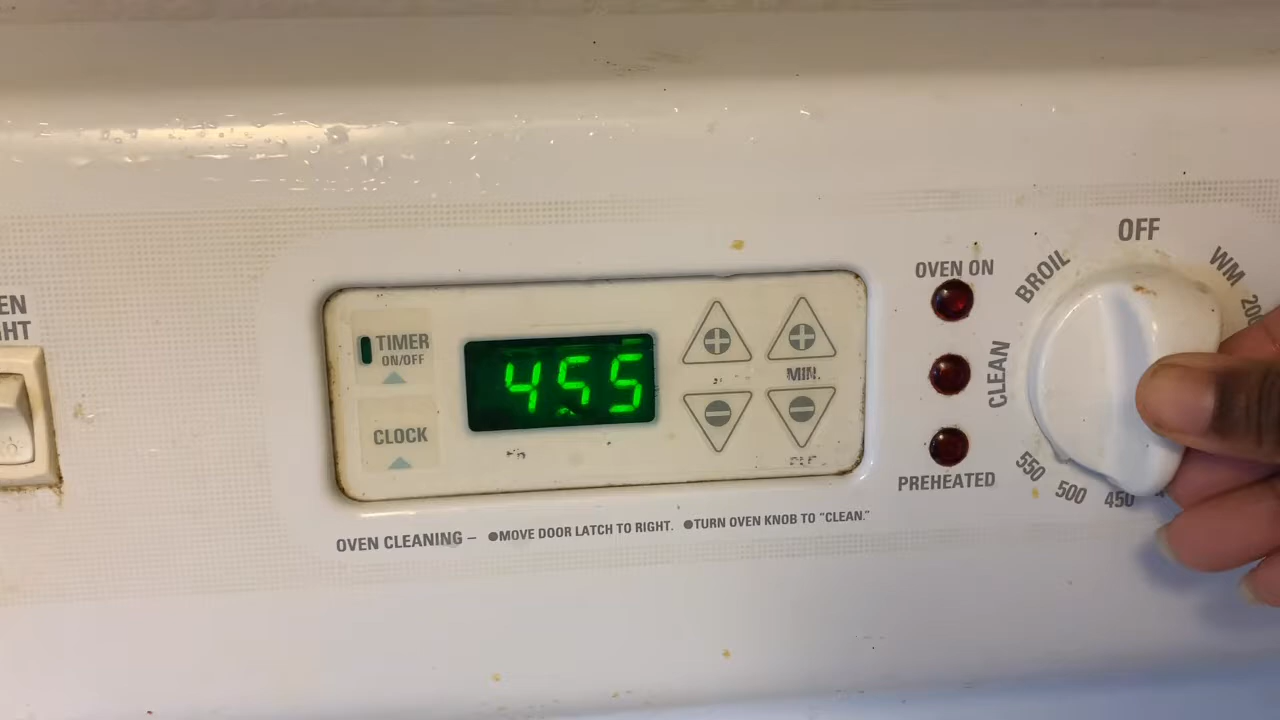 OFF
BROIL
WM
OVEN ON
EN
HT
TIMER
ON/OFF
455
MIN.
CLEAN
CLOCK
550
500
450
PREHEATED
OVEN CLEANING – ●MOVE DOOR LATCH TO RIGHT. ●TURN OVEN KNOB TO "CLEAN."